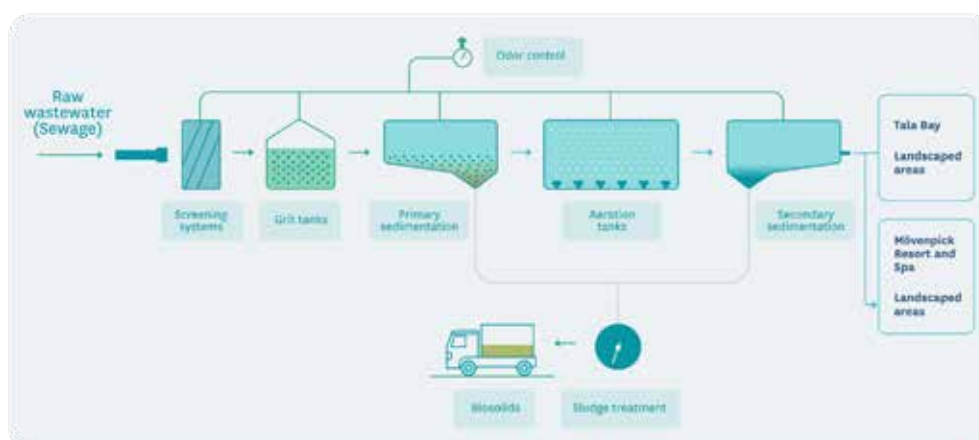 Odor control
Raw
wastewater
(Sewage)
Tala Bay
Landscaped
areas
Screening
systems
Grit tanks
Primary
sedimentation
Aeration
tanks
Secondary
sedimentation
Mövenpick
Resort and
Spa
Landscaped
areas
Biosolids
Sludge treatment